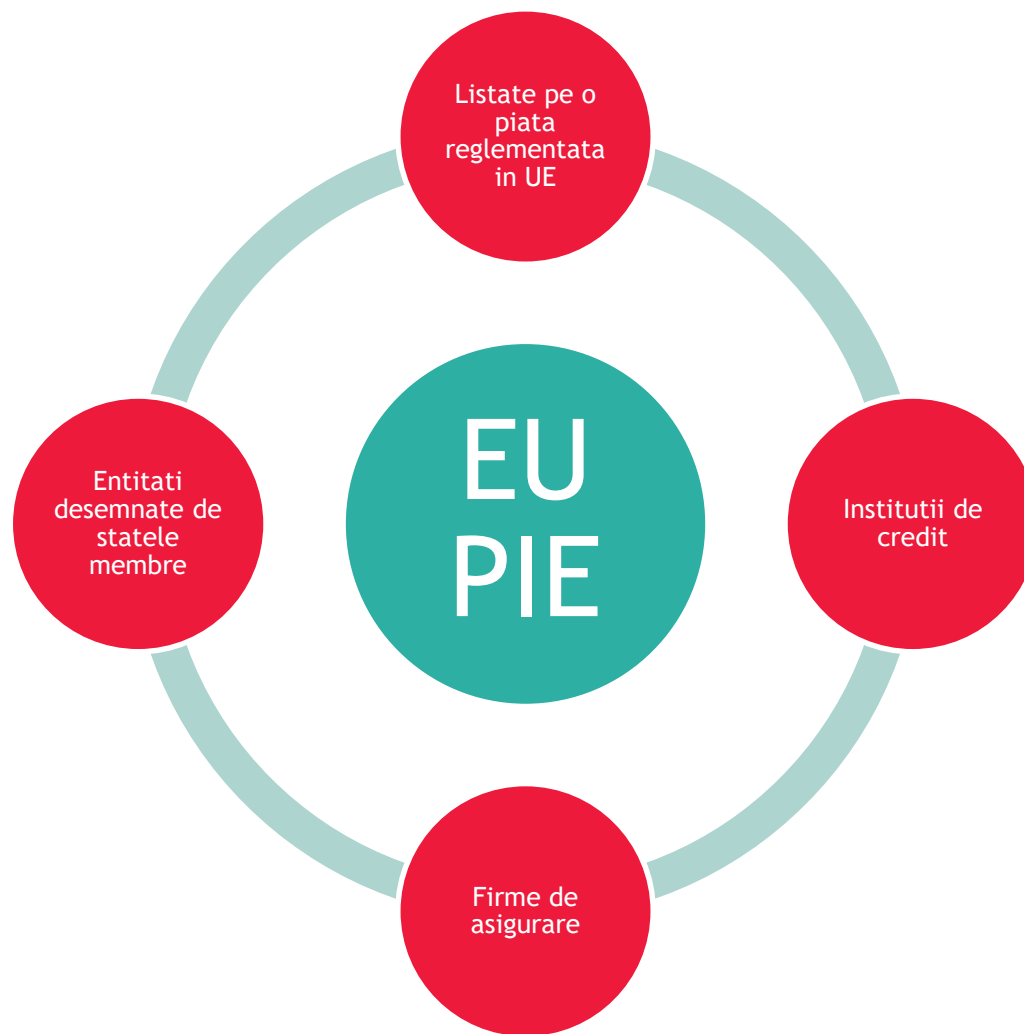 Listate pe o
piata
reglementata
in UE
Entitati
desemnate de
statele
membre
EU
PIE
Institutii de
credit
Firme de
asigurare